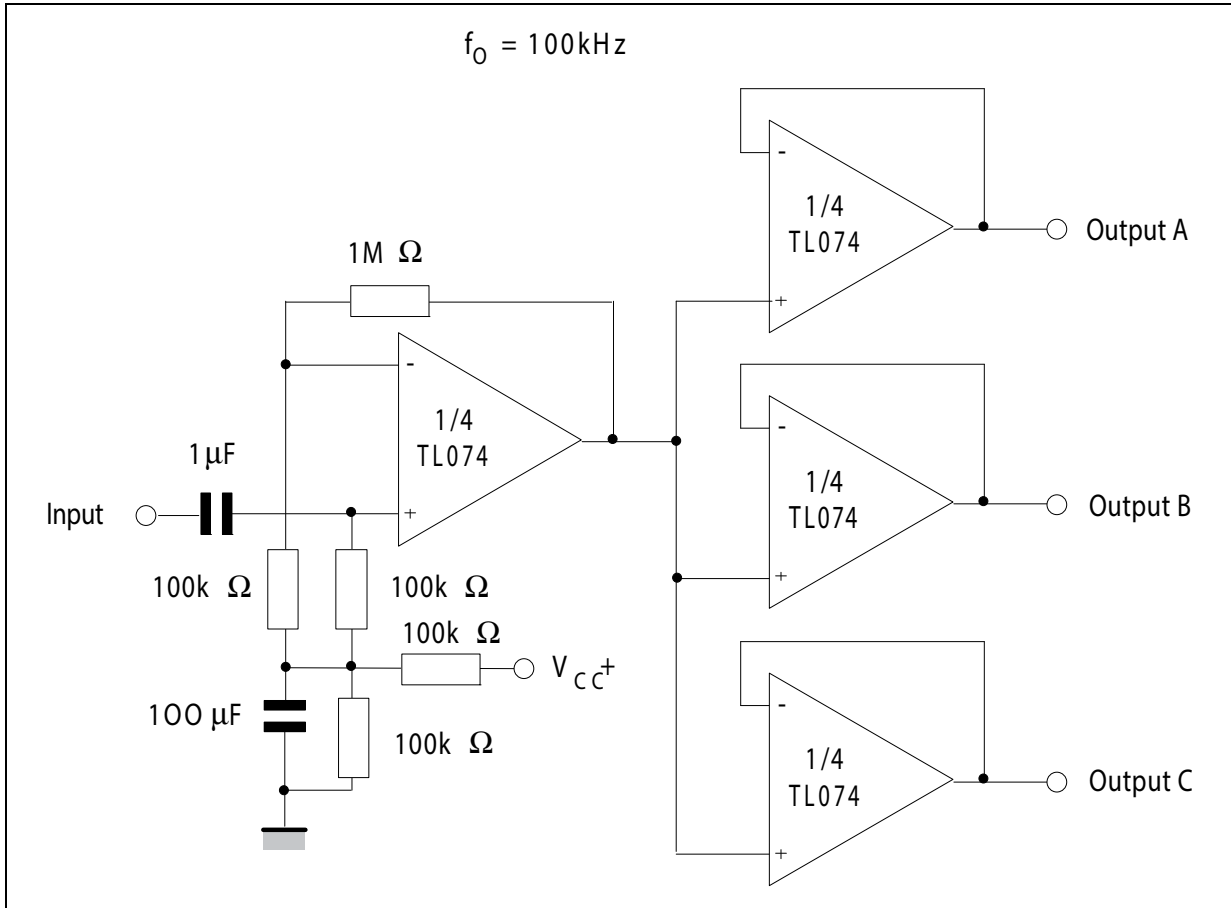 fO = 100kHz
-
1/4
TL074
+
Output A
1M Ω
-
1/4
TL074
+
1μF
Input
100k Ω
100k Ω
100k Ω
VCC+
100 μF
100k Ω
-
1/4
TL074
+
Output B
-
1/4
TL074
+
Output C